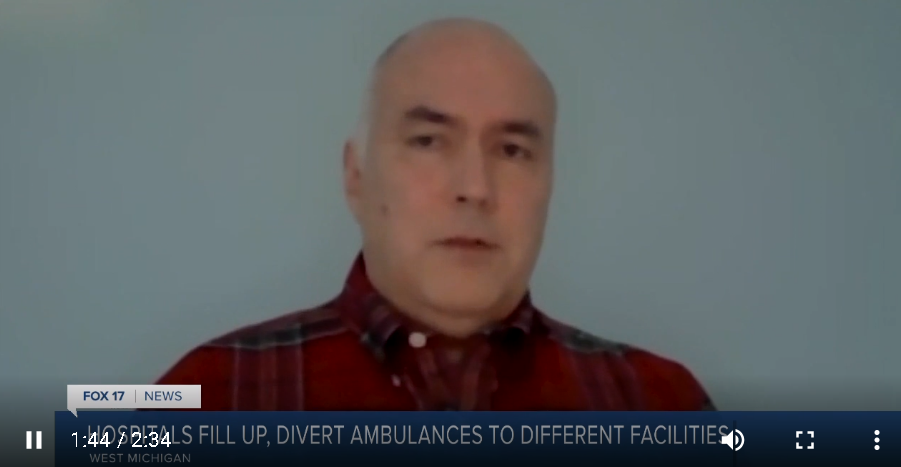 FOX 17 | NEWS
HOSPITALS FILL UP, DIVERT AMBULANCES TO DIFFERENT FACILITIES
1:44 / 2:34
WEST MICHIGAN